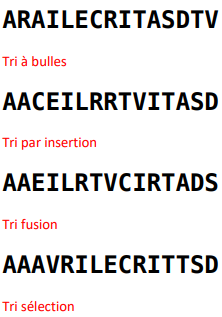 ARAILECRITASDTV
Tri à bulles
AACEILRRTVITASD
Tri par insertion
AAEILRTVCIRTADS
Tri fusion
AAAVRILECRITTSD
Tri sélection